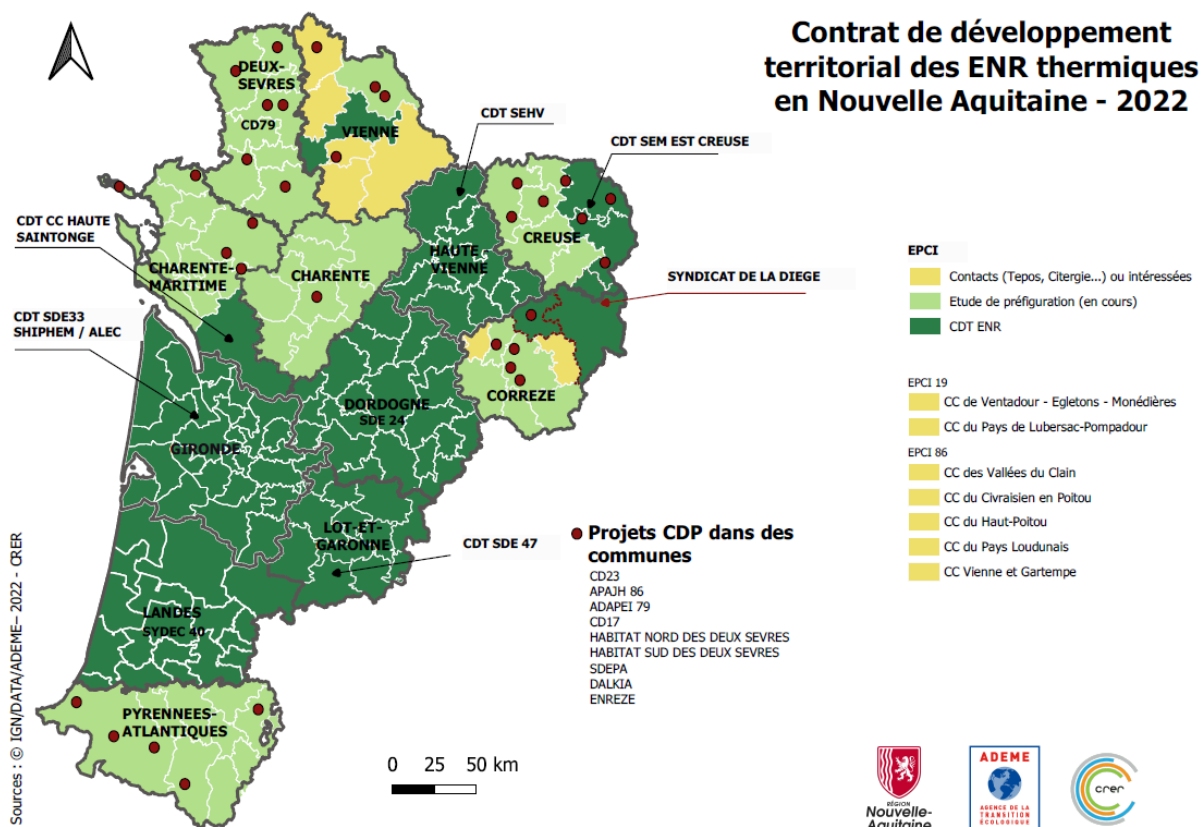 Contrat de développement
territorial des ENR thermiques
en Nouvelle Aquitaine - 2022
DEUX-
SEVRES
CD79
VIENNE
CDT SEHV
CDT SEM EST CREUSE
CDT CC HAUTE
SAINTONGE
CREUSE
HAUTE
VIENNE
CHARENTE-
MARITIME
CHARENTE
SYNDICAT DE LA DIEGE
CDT SDE33
SHIPHEM / ALEC
CORREZE
DORDOGNE
SDE 24
GIRONDE
LOT-ET-
GARONNE
CDT SDE 47
LANDES
SYDEC 40
PYRENNEES-
ATLANTIQUES
EPCI
Contacts (Tepos, Citergie...) ou intéressées
Etude de préfiguration (en cours)
CDT ENR
EPCI 19
CC de Ventadour - Egletons - Monédières
CC du Pays de Lubersac-Pompadour
EPCI 86
CC des Vallées du Clain
CC du Civraisien en Poitou
CC du Haut-Poitou
CC du Pays Loudunais
CC Vienne et Gartempe
Projets CDP dans des
communes
CD23
APAJH 86
ADAPEI 79
CD17
HABITAT NORD DES DEUX SEVRES
HABITAT SUD DES DEUX SEVRES
SDEPA
DALKIA
ENREZE
0 25 50 km
Sources : © IGN/DATA/ADEME– 2022 - CRER
RÉGION
Nouvelle-
Aquitaine
ADEME
AGENCE DE LA
TRANSITION
ÉCOLOGIQUE
crer